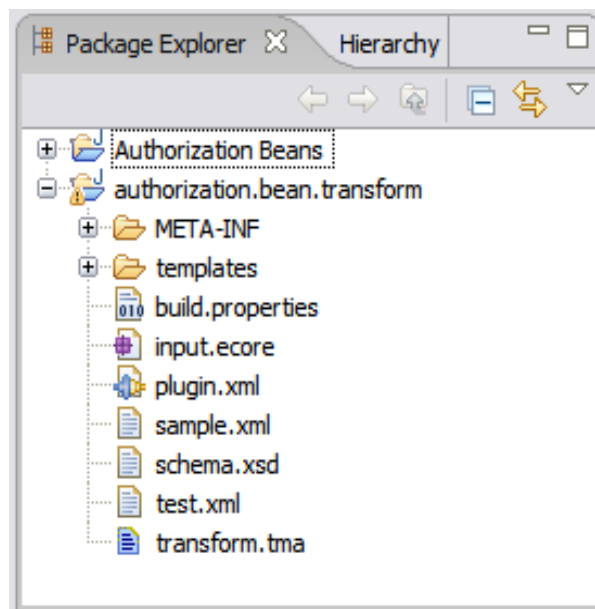 Package Explorer Hierarchy
Authorization Beans
authorization.bean.transform
META-INF
templates
build.properties
input.ecore
plugin.xml
sample.xml
schema.xsd
test.xml
transform.tma